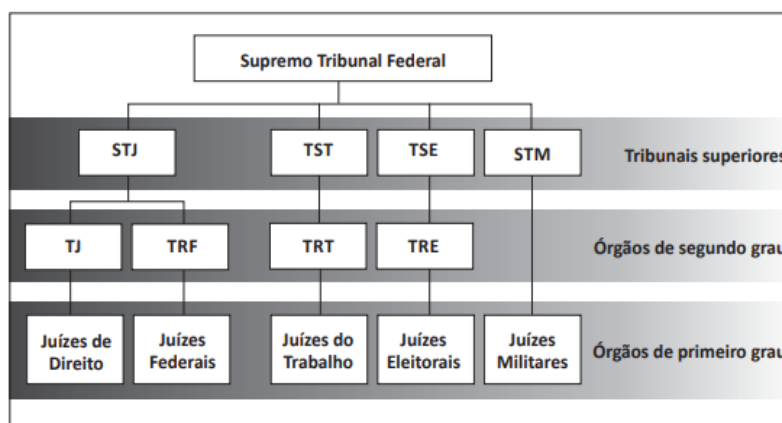 Supremo Tribunal Federal
STJ
TST
TSE
STM
Tribunais superiores
TJ
TRF
TRT
TRE
Órgãos de segundo grau
Juízes de
Direito
Juízes
Federais
Juízes do
Trabalho
Juízes
Eleitorais
Juízes
Militares
Órgãos de primeiro grau